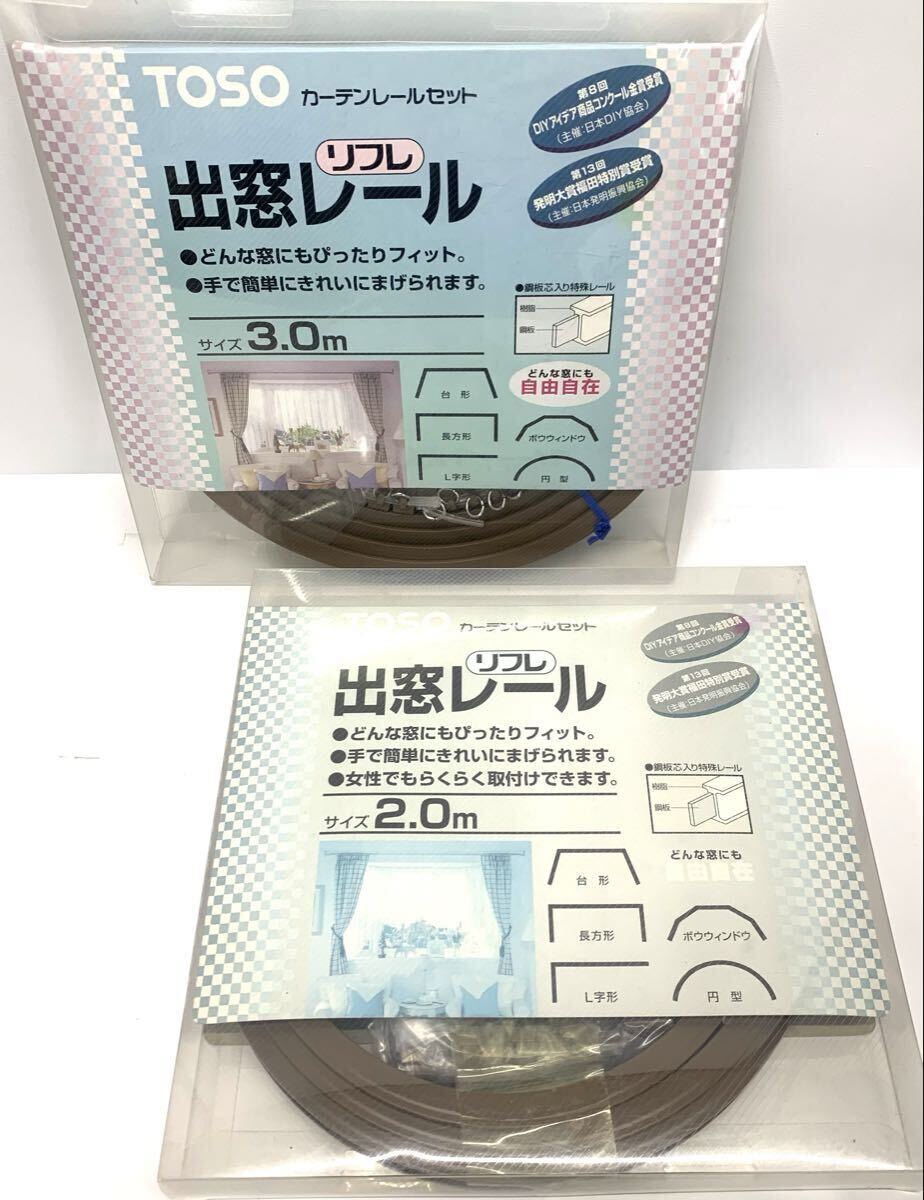 TOSO カーテンレールセット
出窓レール
リフレ
●どんな窓にもぴったりフィット。
●手で簡単にきれいにまげられます。
サイズ 3.0m
第8回
DIYアイデア商品コンクール金賞受賞
(主催:日本DIY協会)
第13回
発明大賞福田特別賞受賞
(主催:日本発明振興協会)
●鋼板芯入り特殊レール
樹脂
鋼板
どんな窓にも
自由自在
台形
長方形
ボウウィンドウ
L字形
円型
TOSO カーテンレールセット
出窓レール
リフレ
●どんな窓にもぴったりフィット。
●手で簡単にきれいにまげられます。
●女性でもらくらく取付けできます。
サイズ 2.0m
第8回
DIYアイデア商品コンクール金賞受賞
(主催:日本DIY協会)
第13回
発明大賞福田特別賞受賞
(主催:日本発明振興協会)
●鋼板芯入り特殊レール
樹脂
鋼板
どんな窓にも
自由自在
台形
長方形
ボウウィンドウ
L字形
円型